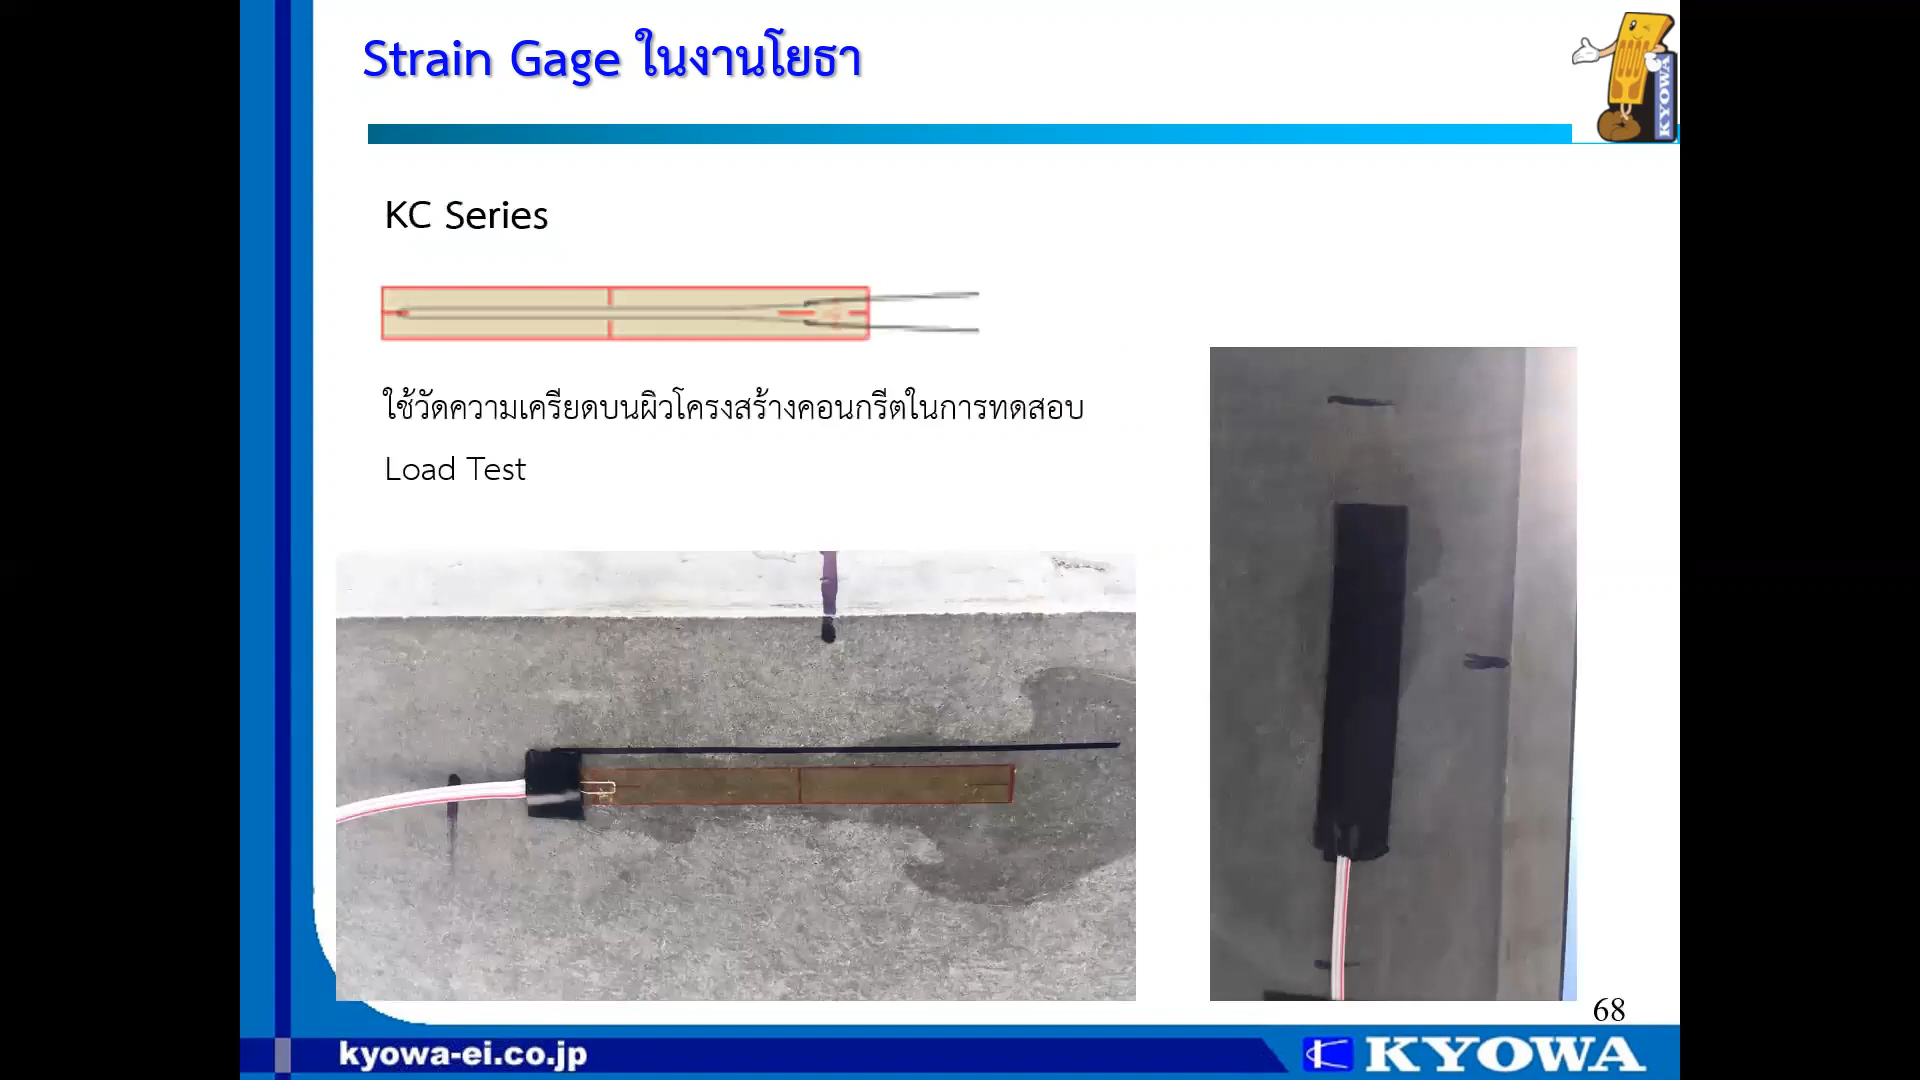 Strain Gage ในงานโยธา
KYOWA
KC Series
ใช้วัดความเครียดบนผิวโครงสร้างคอนกรีตในการทดสอบ
Load Test
68
kyowa-ei.co.jp
KYOWA